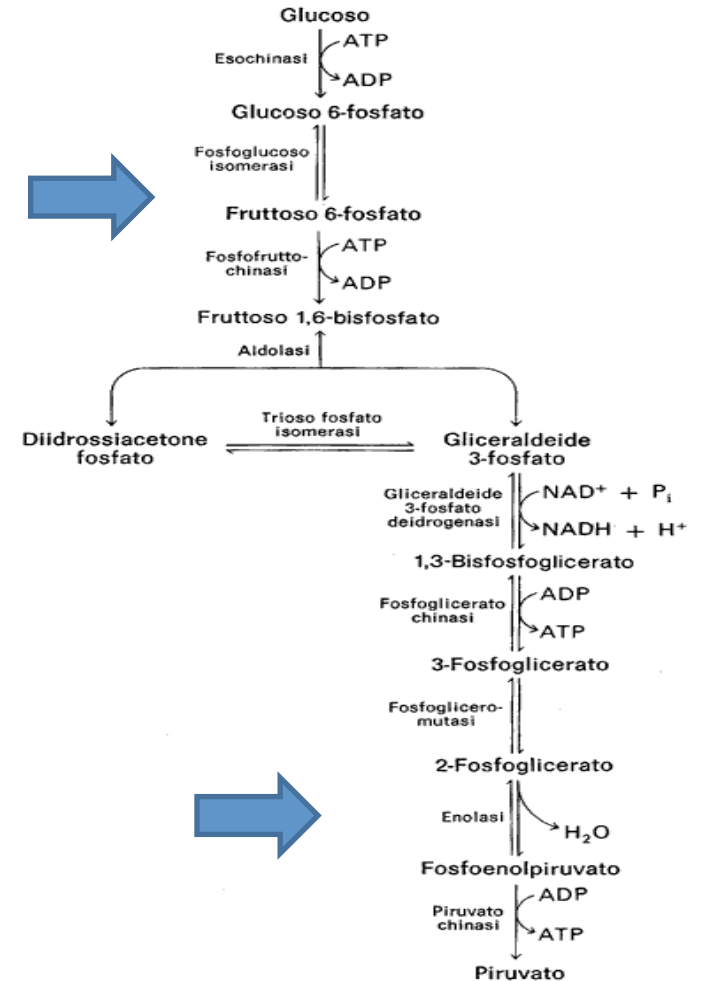 Glucoso
ATP
Esochinasi
ADP
Glucoso 6-fosfato
Fosfoglucoso
isomerasi
Fruttoso 6-fosfato
ATP
Fosfofrutto-
chinasi
ADP
Fruttoso 1,6-bisfosfato
Aldolasi
Trioso fosfato
isomerasi
Diidrossiacetone
fosfato
Gliceraldeide
3-fosfato
Gliceraldeide
3-fosfato
deidrogenasi
NAD⁺ + Pᵢ
NADH + H⁺
1,3-Bisfosfoglicerato
ADP
Fosfoglicerato
chinasi
ATP
3-Fosfoglicerato
Fosfoglicero-
mutasi
2-Fosfoglicerato
Enolasi
H₂O
Fosfoenolpiruvato
ADP
Piruvato
chinasi
ATP
Piruvato